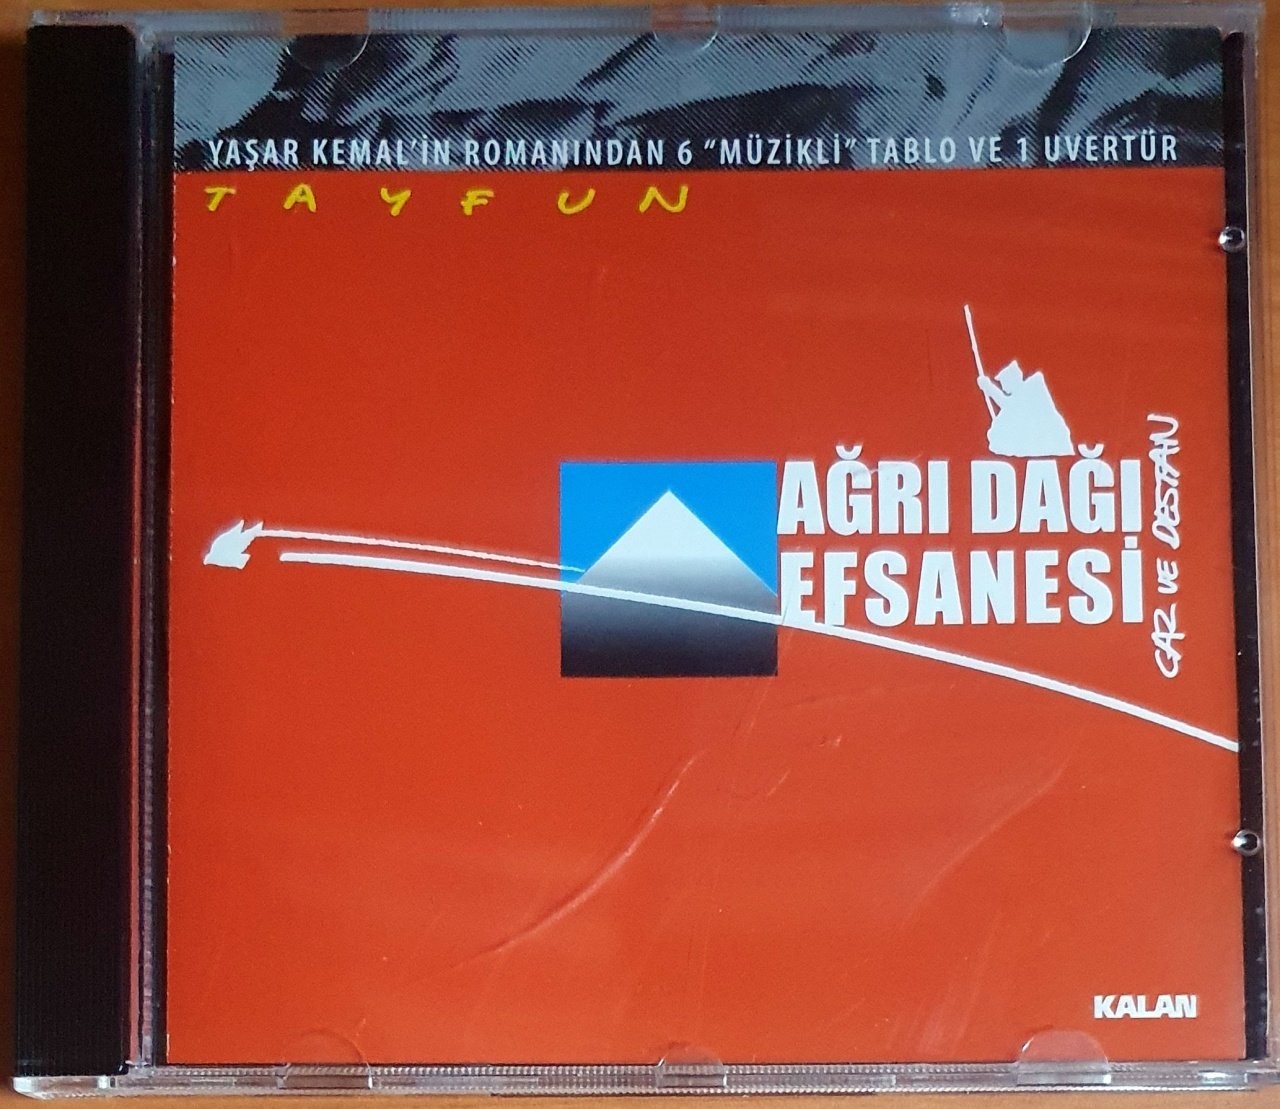 YAŞAR KEMAL'İN ROMANINDAN 6 "MÜZİKLİ" TABLO VE 1 UVERTÜR
TAYFUN
AĞRI DAĞI
EFSANESİ
CAZ VE DESTAN
KALAN